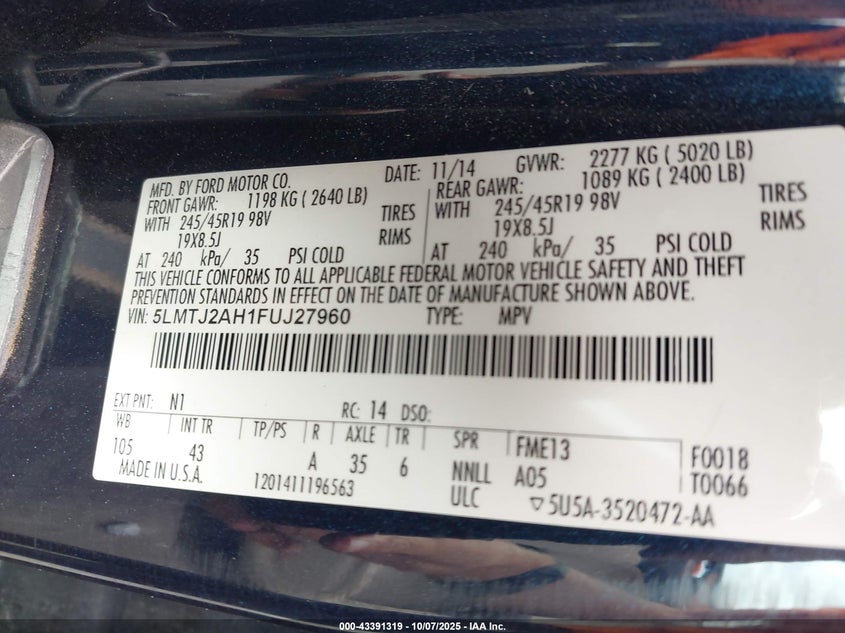 MFD. BY FORD MOTOR CO. DATE: 11/14 GVWR: 2277 KG ( 5020 LB)
FRONT GAWR: 1198 KG ( 2640 LB) REAR GAWR: 1089 KG ( 2400 LB)
WITH 245/45R19 98V TIRES WITH 245/45R19 98V TIRES
19X8.5J RIMS 19X8.5J RIMS
AT 240 kPa/ 35 PSI COLD AT 240 kPa/ 35 PSI COLD
THIS VEHICLE CONFORMS TO ALL APPLICABLE FEDERAL MOTOR VEHICLE SAFETY AND THEFT
PREVENTION STANDARDS IN EFFECT ON THE DATE OF MANUFACTURE SHOWN ABOVE.
VIN: 5LMTJ2AH1FUJ27960 TYPE: MPV
EXT PNT: N1 RC: 14 DSO:
WB INT TR TP/PS R AXLE TR SPR FME13 F0018
105 43 A 35 6 NNLL A05 T0066
MADE IN U.S.A. 1201411196563 ULC ▽5U5A-3520472-AA
000-43391319 - 10/07/2025 - IAA Inc.